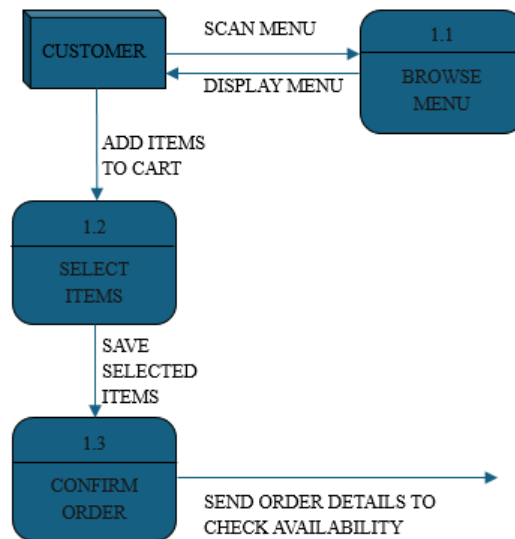 CUSTOMER
SCAN MENU
DISPLAY MENU
1.1
BROWSE
MENU
ADD ITEMS
TO CART
1.2
SELECT
ITEMS
SAVE
SELECTED
ITEMS
1.3
CONFIRM
ORDER
SEND ORDER DETAILS TO
CHECK AVAILABILITY